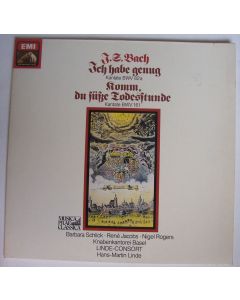 EMI
J.S. Bach
Ich habe genug
Kantate BWV 82a
Komm,
du süße Todesstunde
Kantate BWV 161
MUSICA
CLASSICA
Barbara Schlick · René Jacobs · Nigel Rogers
Knabenkantorei Basel
LINDE-CONSORT
Hans-Martin Linde